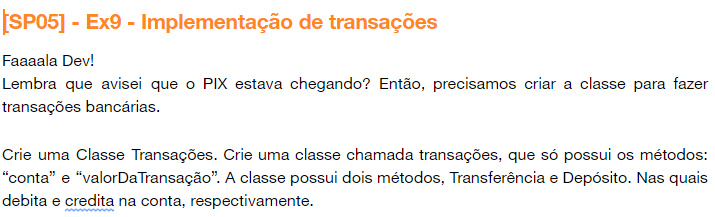 [SP05] - Ex9 - Implementação de transações
Faaaala Dev!
Lembra que avisei que o PIX estava chegando? Então, precisamos criar a classe para fazer
transações bancárias.
Crie uma Classe Transações. Crie uma classe chamada transações, que só possui os métodos:
“conta” e “valorDaTransação”. A classe possui dois métodos, Transferência e Depósito. Nas quais
debita e credita na conta, respectivamente.